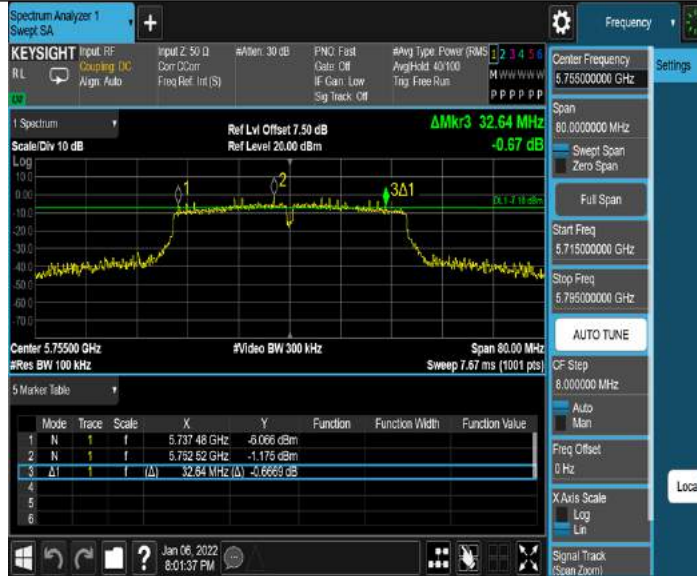 Spectrum Analyzer 1
Swept SA
+
Frequency
KEYSIGHT
Input: RF
Coupling: DC
Align: Auto
Input Z: 50 Ω
Corr CCorr
Freq Ref: Int (S)
#Atten: 30 dB
PNO: Fast
Gate: Off
IF Gain: Low
Sig Track: Off
#Avg Type: Power (RMS
Avg|Hold: 40/100
Trig: Free Run
1 2 3 4 5 6
M W W W W W
P P P P P P
RL
LW
1 Spectrum
Scale/Div 10 dB
Ref Lvl Offset 7.50 dB
Ref Level 20.00 dBm
ΔMkr3 32.64 MHz
-0.67 dB
Log
10.0
0.00
-10.0
-20.0
-30.0
-40.0
-50.0
-60.0
-70.0
1
2
3Δ1
Center 5.75500 GHz
#Res BW 100 kHz
#Video BW 300 kHz
Span 80.00 MHz
Sweep 7.67 ms (1001 pts)
5 Marker Table
Mode Trace Scale X Y Function Function Width Function Value
1 N 1 f 5.737 48 GHz -6.066 dBm
2 N 1 f 5.752 52 GHz -1.175 dBm
3 Δ1 1 f (Δ) 32.64 MHz (Δ) -0.6669 dB
4
5
6
?
Jan 06, 2022
8:01:37 PM
Center Frequency
5.755000000 GHz
Settings
Span
80.0000000 MHz
Swept Span
Zero Span
Full Span
Start Freq
5.715000000 GHz
Stop Freq
5.795000000 GHz
AUTO TUNE
CF Step
8.000000 MHz
Auto
Man
Freq Offset
0 Hz
Loca
X Axis Scale
Log
Lin
Signal Track
(Span Zoom)